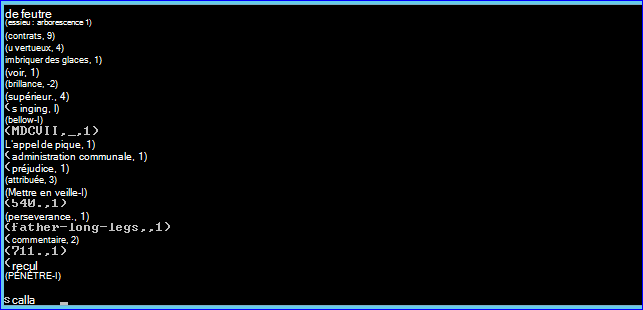 de feutre
(essieu : arborescence 1)
(contrats, 9)
(u vertueux, 4)
imbriquer des glaces, 1)
(voir, 1)
(brillance, -2)
(supérieur., 4)
(s inging, l)
(bellow-l)
(MDCVII,_,1)
L'appel de pique, 1)
(administration communale, 1)
(préjudice, 1)
(attribuée, 3)
(Mettre en veille-l)
(540.,1)
(perseverance., 1)
(father-long-legs,,1)
(commentaire, 2)
(711.,1)
(recul
(PÉNÈTRE-l)
s calla